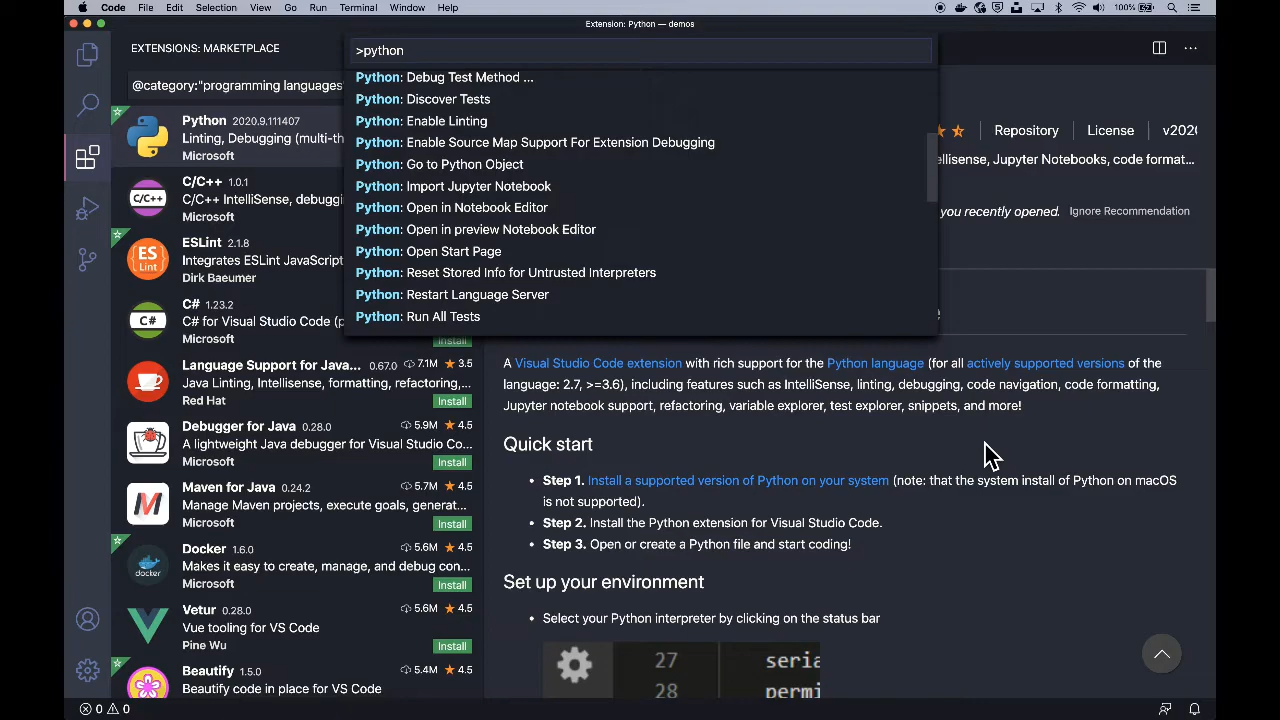 Code File Edit Selection View Go Run Terminal Window Help 100%
Extension: Python — demos
EXTENSIONS: MARKETPLACE
>python
@category:"programming languages"
Python: Debug Test Method ...
Python: Discover Tests
Python: Enable Linting
Python: Enable Source Map Support For Extension Debugging
Python: Go to Python Object
Python: Import Jupyter Notebook
Python: Open in Notebook Editor
Python: Open in preview Notebook Editor
Python: Open Start Page
Python: Reset Stored Info for Untrusted Interpreters
Python: Restart Language Server
Python: Run All Tests
Python 2020.9.111407
Linting, Debugging (multi-th
Microsoft
C/C++ 1.0.1
C/C++ IntelliSense, debuggi
Microsoft
ESLint 2.1.8
Integrates ESLint JavaScript
Dirk Baeumer
C# 1.23.2
C# for Visual Studio Code (p
Microsoft
Install
Language Support for Java... 0.67.0 7.1M 3.5
Java Linting, Intellisense, formatting, refactoring,...
Red Hat
Install
Debugger for Java 0.28.0 5.9M 4.5
A lightweight Java debugger for Visual Studio Co...
Microsoft
Install
Maven for Java 0.24.2 5.7M 4.5
Manage Maven projects, execute goals, generat...
Microsoft
Install
Docker 1.6.0 5.6M 4.5
Makes it easy to create, manage, and debug con...
Microsoft
Install
docker
Vetur 0.28.0 5.6M 4.5
Vue tooling for VS Code
Pine Wu
Install
Beautify 1.5.0 5.4M 4.5
Beautify code in place for VS Code
ES
Lint
C/C++
C#
Repository License v202
ellisense, Jupyter Notebooks, code format...
you recently opened. Ignore Recommendation
e
A Visual Studio Code extension with rich support for the Python language (for all actively supported versions of the
language: 2.7, >=3.6), including features such as IntelliSense, linting, debugging, code navigation, code formatting,
Jupyter notebook support, refactoring, variable explorer, test explorer, snippets, and more!
Quick start
• Step 1. Install a supported version of Python on your system (note: that the system install of Python on macOS
is not supported).
• Step 2. Install the Python extension for Visual Studio Code.
• Step 3. Open or create a Python file and start coding!
Set up your environment
• Select your Python interpreter by clicking on the status bar
27 seria
28 permi
0 0